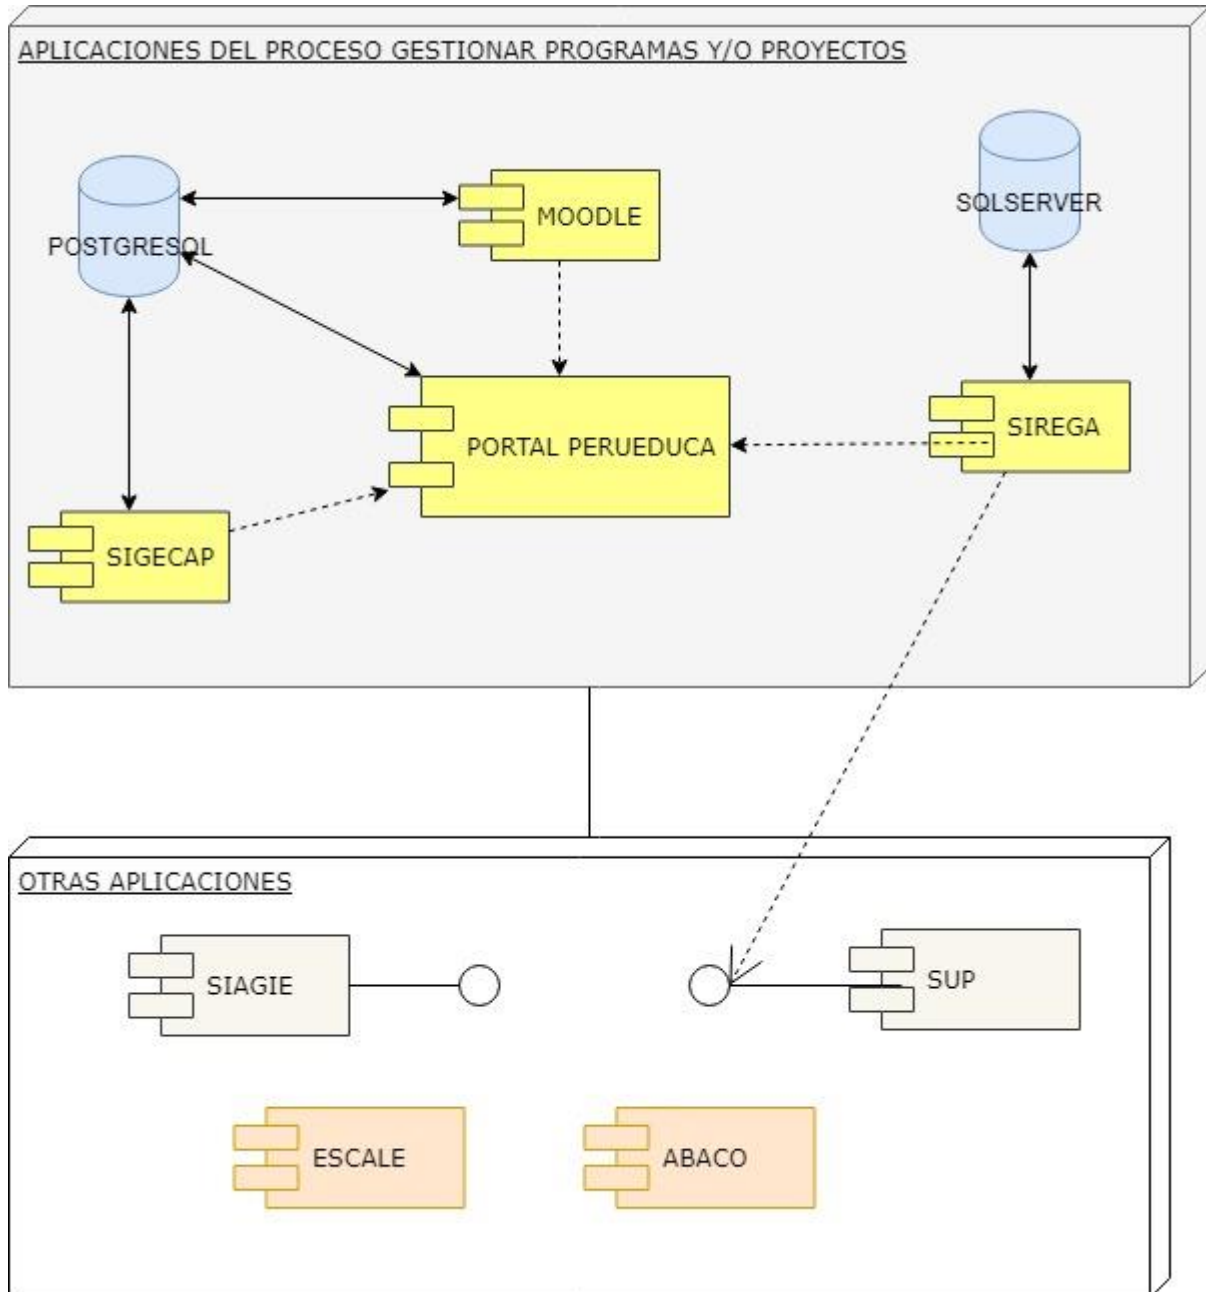 APLICACIONES DEL PROCESO GESTIONAR PROGRAMAS Y/O PROYECTOS
SQLSERVER
MOODLE
POSTGRESQL
SIREGA
PORTAL PERUEDUCA
SIGECAP
OTRAS APLICACIONES
SIAGIE
SUP
ESCALE
ABACO